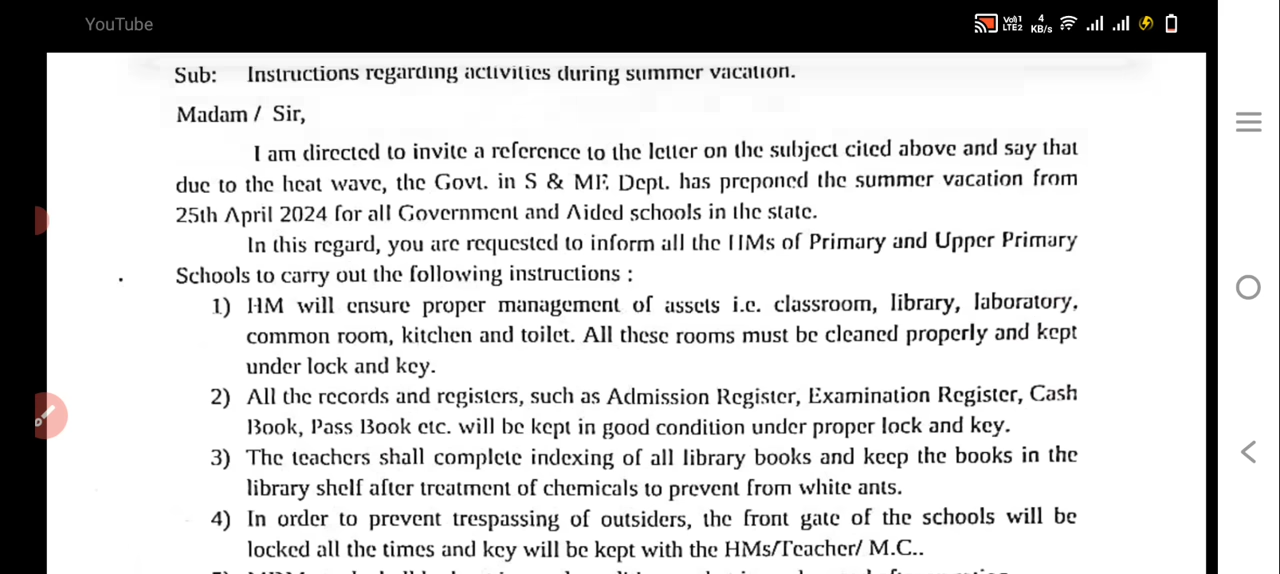 YouTube
Vo1) LTE2 4 KB/s
Sub: Instructions regarding activities during summer vacation.
Madam / Sir,
I am directed to invite a reference to the letter on the subject cited above and say that
due to the heat wave, the Govt. in S & ME Dept. has preponed the summer vacation from
25th April 2024 for all Government and Aided schools in the state.
In this regard, you are requested to inform all the HMs of Primary and Upper Primary
Schools to carry out the following instructions :
1) HM will ensure proper management of assets i.e. classroom, library, laboratory,
common room, kitchen and toilet. All these rooms must be cleaned properly and kept
under lock and key.
2) All the records and registers, such as Admission Register, Examination Register, Cash
Book, Pass Book etc. will be kept in good condition under proper lock and key.
3) The teachers shall complete indexing of all library books and keep the books in the
library shelf after treatment of chemicals to prevent from white ants.
4) In order to prevent trespassing of outsiders, the front gate of the schools will be
locked all the times and key will be kept with the HMs/Teacher/ M.C..